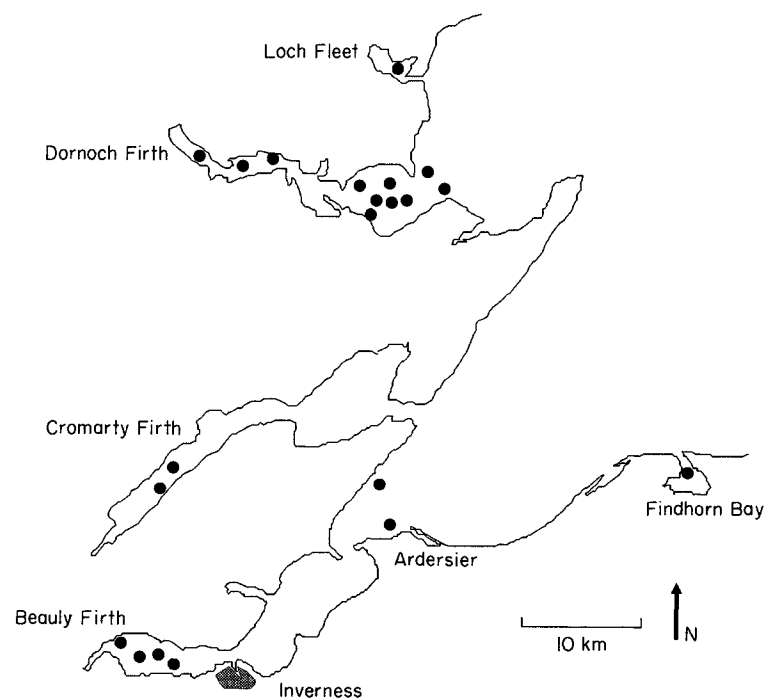 Loch Fleet
Dornoch Firth
Cromarty Firth
Findhorn Bay
Ardersier
Beauly Firth
10 km
N
Inverness